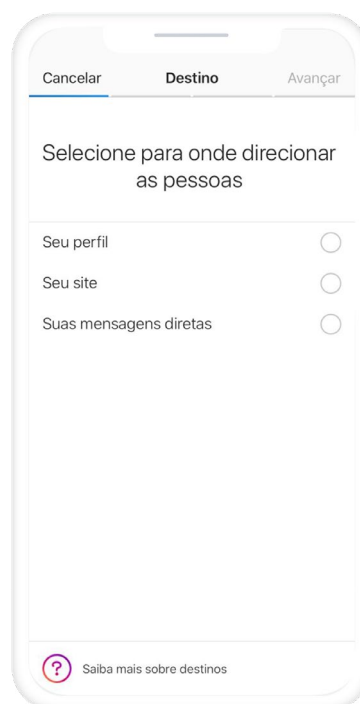 Cancelar Destino Avançar
Selecione para onde direcionar
as pessoas
Seu perfil
Seu site
Suas mensagens diretas
? Saiba mais sobre destinos